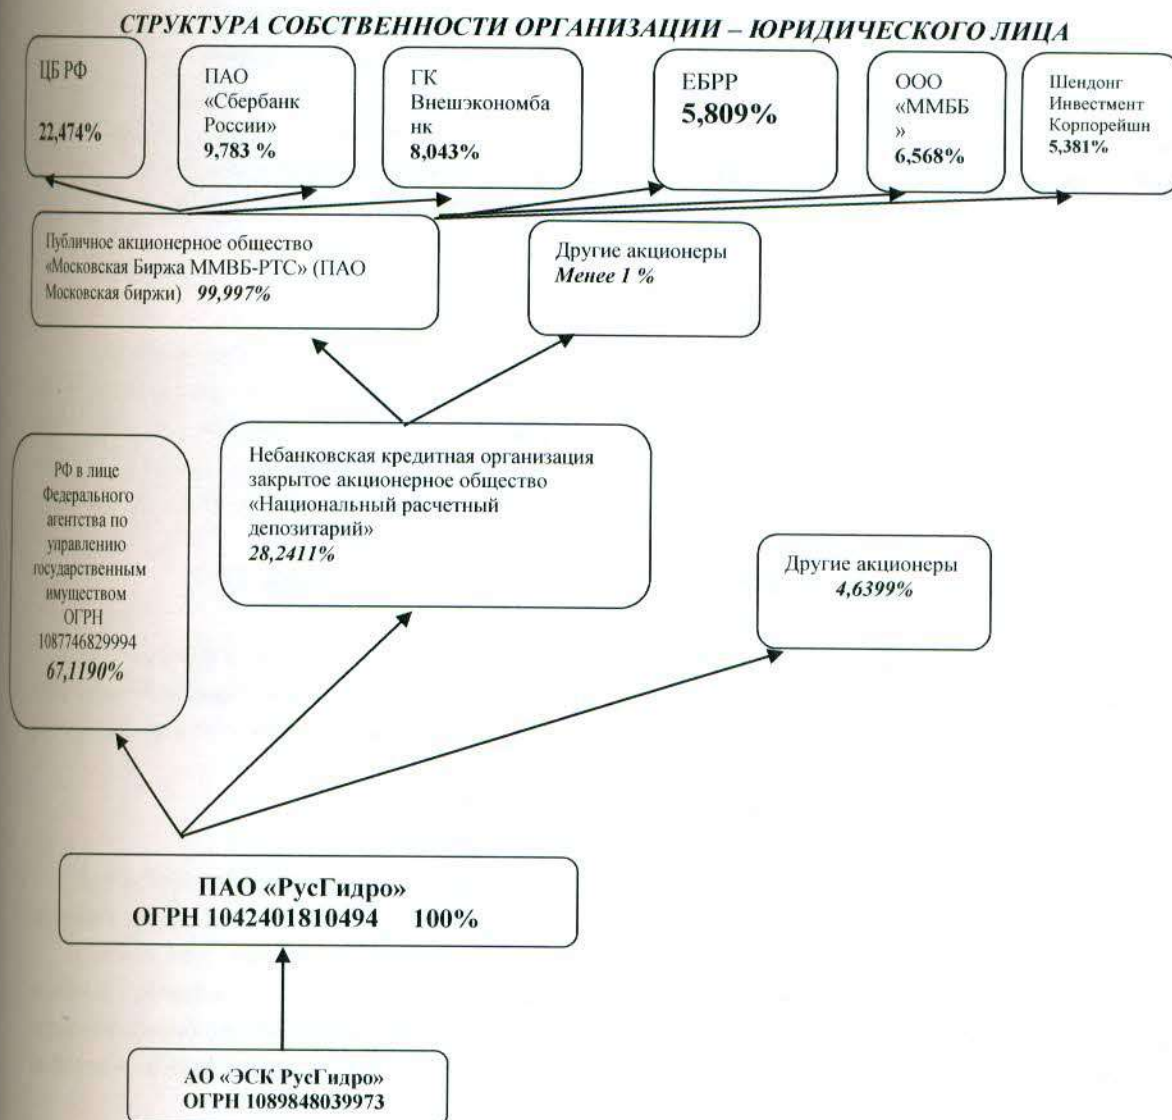 СТРУКТУРА СОБСТВЕННОСТИ ОРГАНИЗАЦИИ – ЮРИДИЧЕСКОГО ЛИЦА
ЦБ РФ
22,474%
ПАО
«Сбербанк
России»
9,783 %
ГК
Внешэкономба
нк
8,043%
ЕБРР
5,809%
ООО
«ММББ
»
6,568%
Шендонг
Инвестмент
Корпорейшн
5,381%
Публичное акционерное общество
«Московская Биржа ММВБ-РТС» (ПАО
Московская биржи) 99,997%
Другие акционеры
Менее 1 %
РФ в лице
Федерального
агентства по
управлению
государственным
имуществом
ОГРН
1087746829994
67,1190%
Небанковская кредитная организация
закрытое акционерное общество
«Национальный расчетный
депозитарий»
28,2411%
Другие акционеры
4,6399%
ПАО «РусГидро»
ОГРН 1042401810494 100%
АО «ЭСК РусГидро»
ОГРН 1089848039973